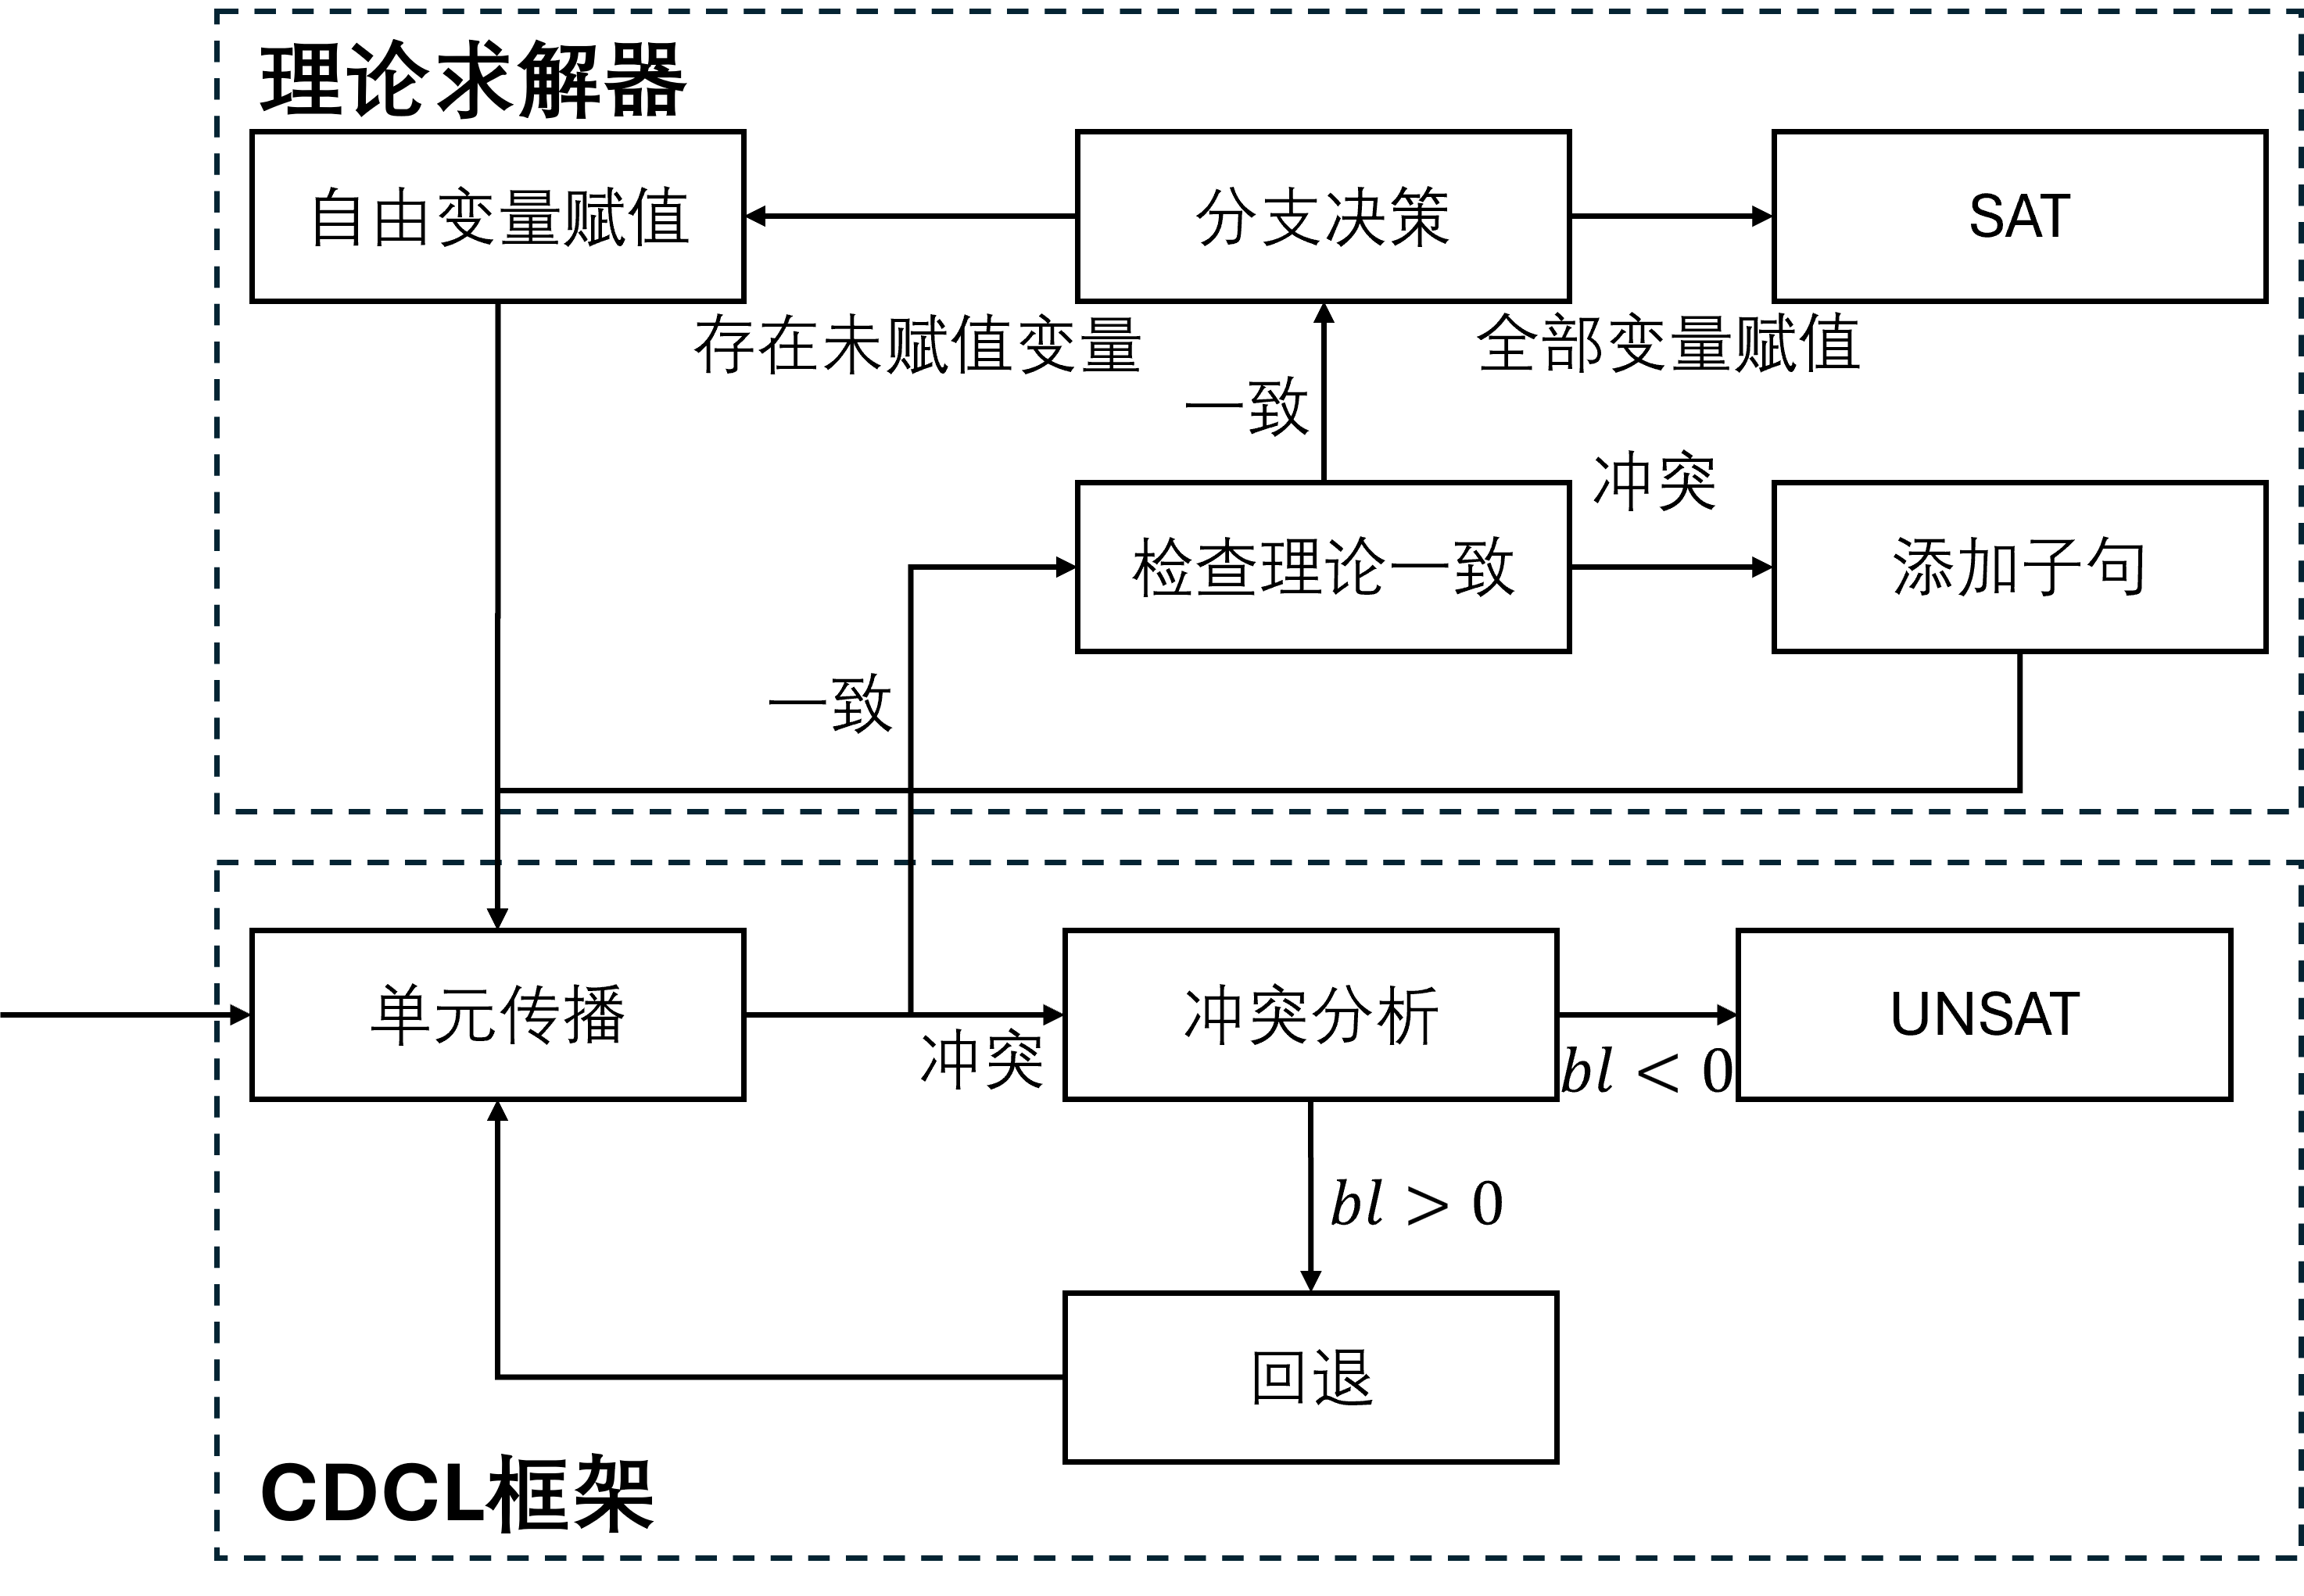 理论求解器
自由变量赋值
分支决策
SAT
存在未赋值变量
全部变量赋值
一致
冲突
检查理论一致
添加子句
一致
单元传播
冲突
冲突分析
bl < 0
UNSAT
bl > 0
回退
CDCL框架